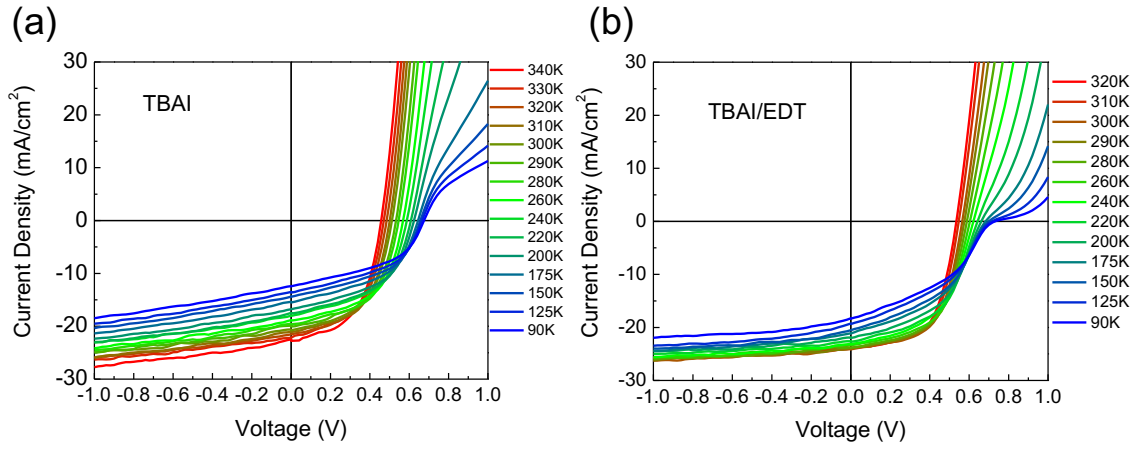 (a)
Current Density (mA/cm²)
30
20
10
0
-10
-20
-30
TBAI
-1.0 -0.8 -0.6 -0.4 -0.2 0.0 0.2 0.4 0.6 0.8 1.0
Voltage (V)
340K
330K
320K
310K
300K
290K
280K
260K
240K
220K
200K
175K
150K
125K
90K
(b)
Current Density (mA/cm²)
30
20
10
0
-10
-20
-30
TBAI/EDT
-1.0 -0.8 -0.6 -0.4 -0.2 0.0 0.2 0.4 0.6 0.8 1.0
Voltage (V)
320K
310K
300K
290K
280K
260K
240K
220K
200K
175K
150K
125K
90K